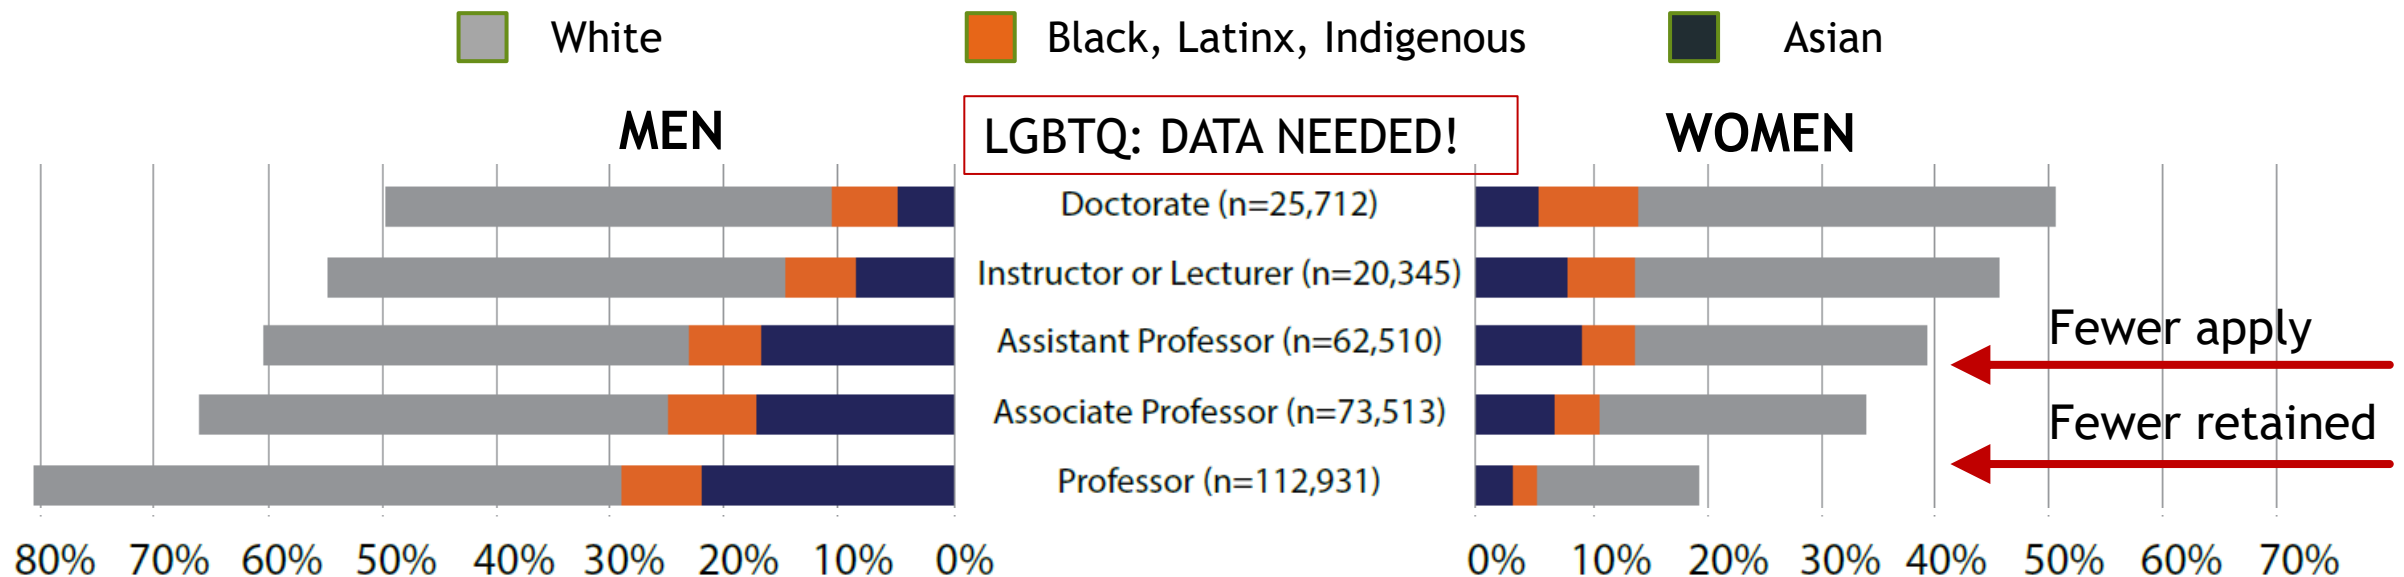 White Black, Latinx, Indigenous Asian
MEN LGBTQ: DATA NEEDED! WOMEN
Doctorate (n=25,712)
Instructor or Lecturer (n=20,345)
Assistant Professor (n=62,510)
Fewer apply
Associate Professor (n=73,513)
Fewer retained
Professor (n=112,931)
80% 70% 60% 50% 40% 30% 20% 10% 0% 0% 10% 20% 30% 40% 50% 60% 70%